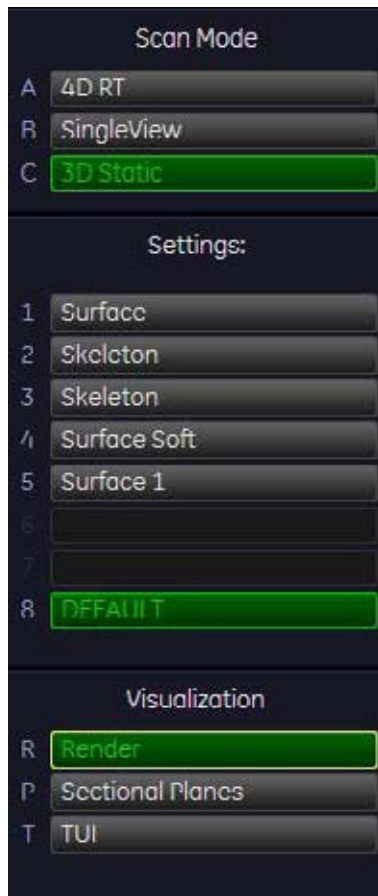 Scan Mode
A 4D RT
B SingleView
C 3D Static
Settings:
1 Surface
2 Skeleton
3 Skeleton
4 Surface Soft
5 Surface 1
6
7
8 DEFAULT
Visualization
R Render
P Sectional Planes
T TUI